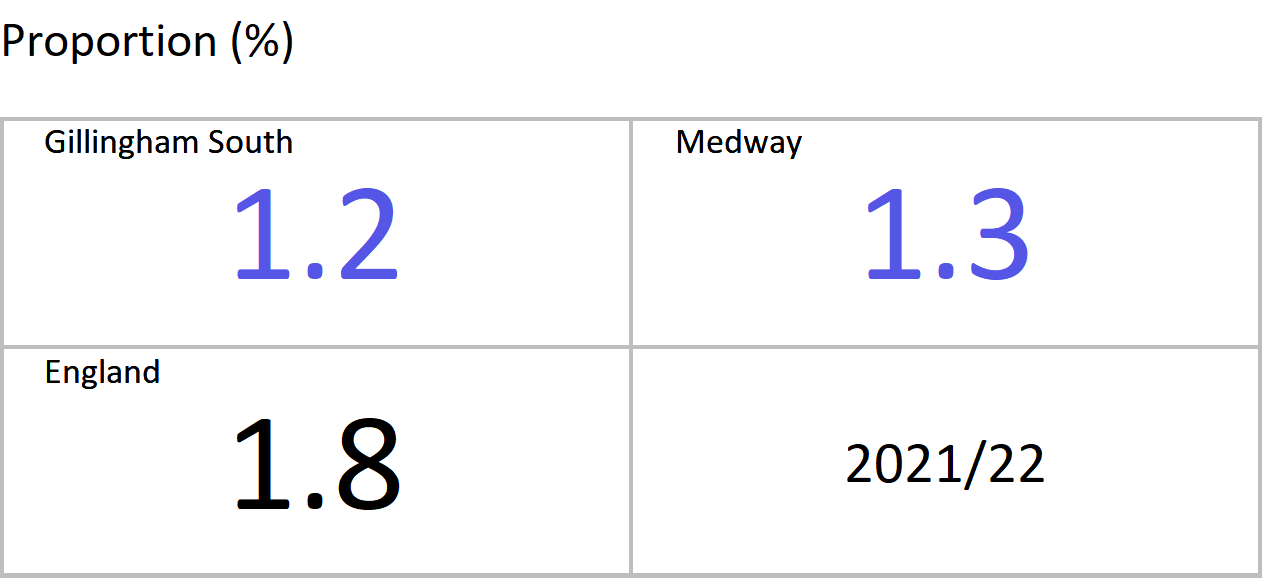 Proportion (%)
Gillingham South
1.2
Medway
1.3
England
1.8
2021/22